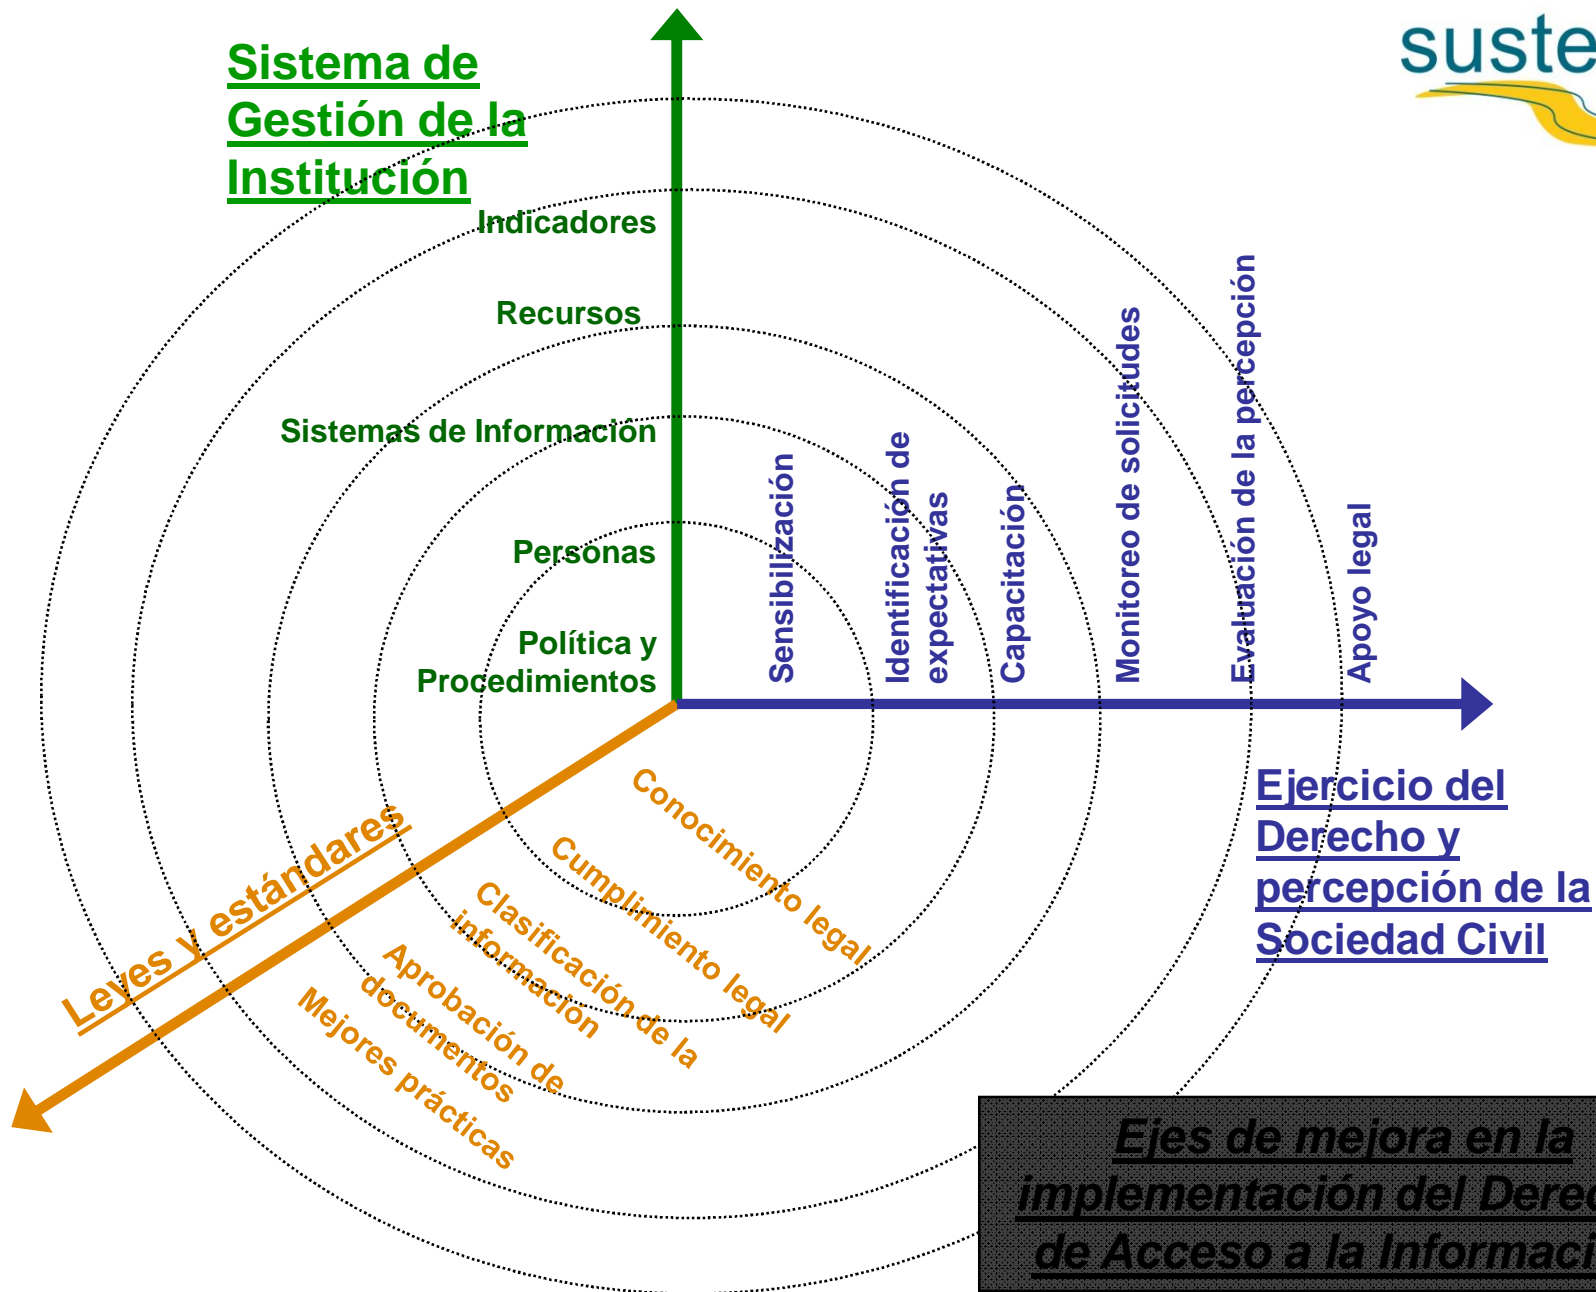 suste
Sistema de
Gestión de la
Institución
Indicadores
Recursos
Sistemas de Información
Personas
Política y
Procedimientos
Sensibilización
Identificación de
expectativas
Capacitación
Monitoreo de solicitudes
Evaluación de la percepción
Apoyo legal
Ejercicio del
Derecho y
percepción de la
Sociedad Civil
Leyes y estándares
Conocimiento legal
Cumplimiento legal
Clasificación de la
información
Aprobación de
documentos
Mejores prácticas
Ejes de mejora en la
implementación del Derec
de Acceso a la Informaci